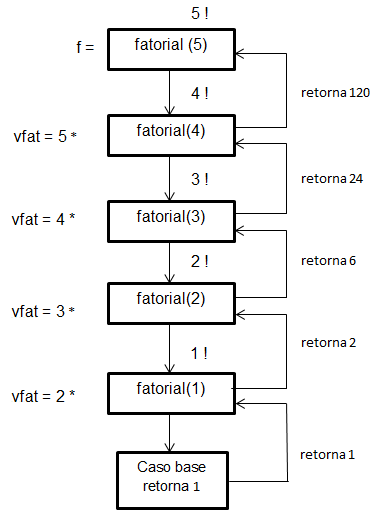 5 !
f = fatorial (5)
4 !
retorna 120
vfat = 5 * fatorial(4)
3 !
retorna 24
vfat = 4 * fatorial(3)
2 !
retorna 6
vfat = 3 * fatorial(2)
1 !
retorna 2
vfat = 2 * fatorial(1)
retorna 1
Caso base
retorna 1